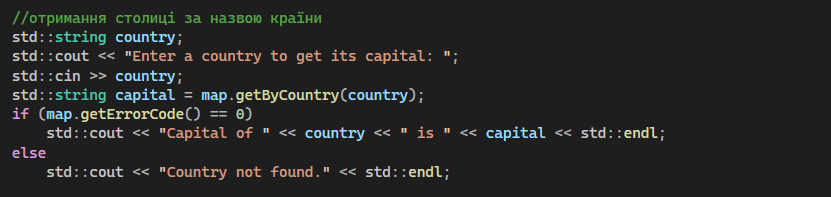 //отримання столиці за назвою країни
std::string country;
std::cout << "Enter a country to get its capital: ";
std::cin >> country;
std::string capital = map.getByCountry(country);
if (map.getErrorCode() == 0)
    std::cout << "Capital of " << country << " is " << capital << std::endl;
else
    std::cout << "Country not found." << std::endl;